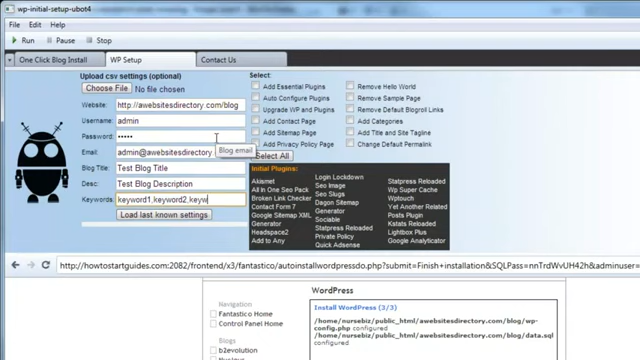 wp-initial-setup-ubot4
File Edit Help
Run Pause Stop
One Click Blog Install WP Setup Contact Us
Upload csv settings (optional)
Choose File No file chosen
Website: http://awebsitesdirectory.com/blog
Username: admin
Password: •••••
Email: admin@awebsitesdirectory
Blog email
Blog Title: Test Blog Title
Desc: Test Blog Description
Keywords: keyword1,keyword2,keyw
Load last known settings
Select:
Add Essential Plugins
Auto Configure Plugins
Upgrade WP and Plugins
Add Contact Page
Add Sitemap Page
Add Privacy Policy Page
Select All
Remove Hello World
Remove Sample Page
Remove Default Blogroll Links
Add Categories
Add Title and Site Tagline
Change Default Permalink
Initial Plugins:
Akismet
All In One Seo Pack
Broken Link Checker
Contact Form 7
Google Sitemap XML
Generator
Headspace2
Add to Any
Login Lockdown
Seo Image
Seo Slugs
Dagon Sitemap
Generator
Sociable
Statpress Reloaded
Private Policy
Quick Adsense
Statpress Reloaded
Wp Super Cache
Wptouch
Yet Another Related
Posts Plugin
Kstats Reloaded
Lightbox Plus
Google Analyticator
http://howtostartguides.com:2082/frontend/x3/fantastico/autoinstallwordpressdo.php?submit=Finish+installation&SQLPass=nnTrdWvUH42h&adminuser=
WordPress
Navigation
Fantastico Home
Control Panel Home
Blogs
b2evolution
Nucleus
Install WordPress (3/3)
/home/nursebiz/public_html/awebsitesdirectory.com/blog/wp-
config.php configured
/home/nursebiz/public_html/awebsitesdirectory.com/blog/data.sql
configured